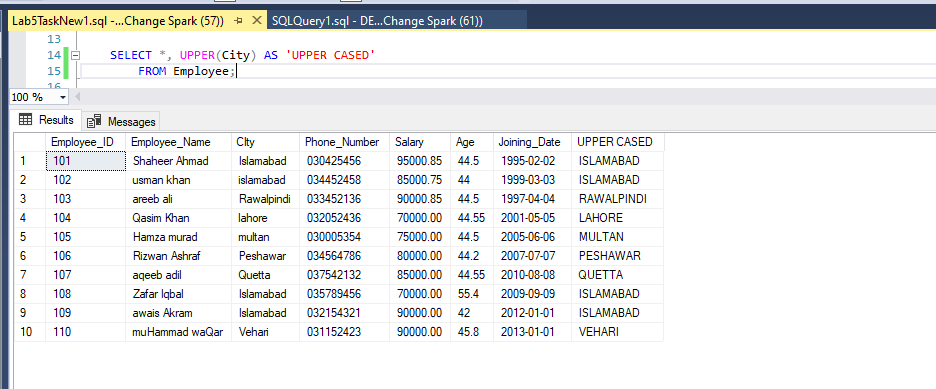 Lab5TaskNew1.sql -...Change Spark (57)) SQLQuery1.sql - DE...Change Spark (61))
13
14 SELECT *, UPPER(City) AS 'UPPER CASED'
15 FROM Employee;
16
100 %
Results Messages
Employee_ID Employee_Name CIty Phone_Number Salary Age Joining_Date UPPER CASED
1 101 Shaheer Ahmad Islamabad 030425456 95000.85 44.5 1995-02-02 ISLAMABAD
2 102 usman khan islamabad 034452458 85000.75 44 1999-03-03 ISLAMABAD
3 103 areeb ali Rawalpindi 033452136 90000.85 44.5 1997-04-04 RAWALPINDI
4 104 Qasim Khan lahore 032052436 70000.00 44.55 2001-05-05 LAHORE
5 105 Hamza murad multan 030005354 75000.00 44.5 2005-06-06 MULTAN
6 106 Rizwan Ashraf Peshawar 034564786 80000.00 44.2 2007-07-07 PESHAWAR
7 107 aqeeb adil Quetta 037542132 85000.00 44.55 2010-08-08 QUETTA
8 108 Zafar Iqbal Islamabad 035789456 70000.00 55.4 2009-09-09 ISLAMABAD
9 109 awais Akram Islamabad 032154321 90000.00 42 2012-01-01 ISLAMABAD
10 110 muHammad waQar Vehari 031152423 90000.00 45.8 2013-01-01 VEHARI